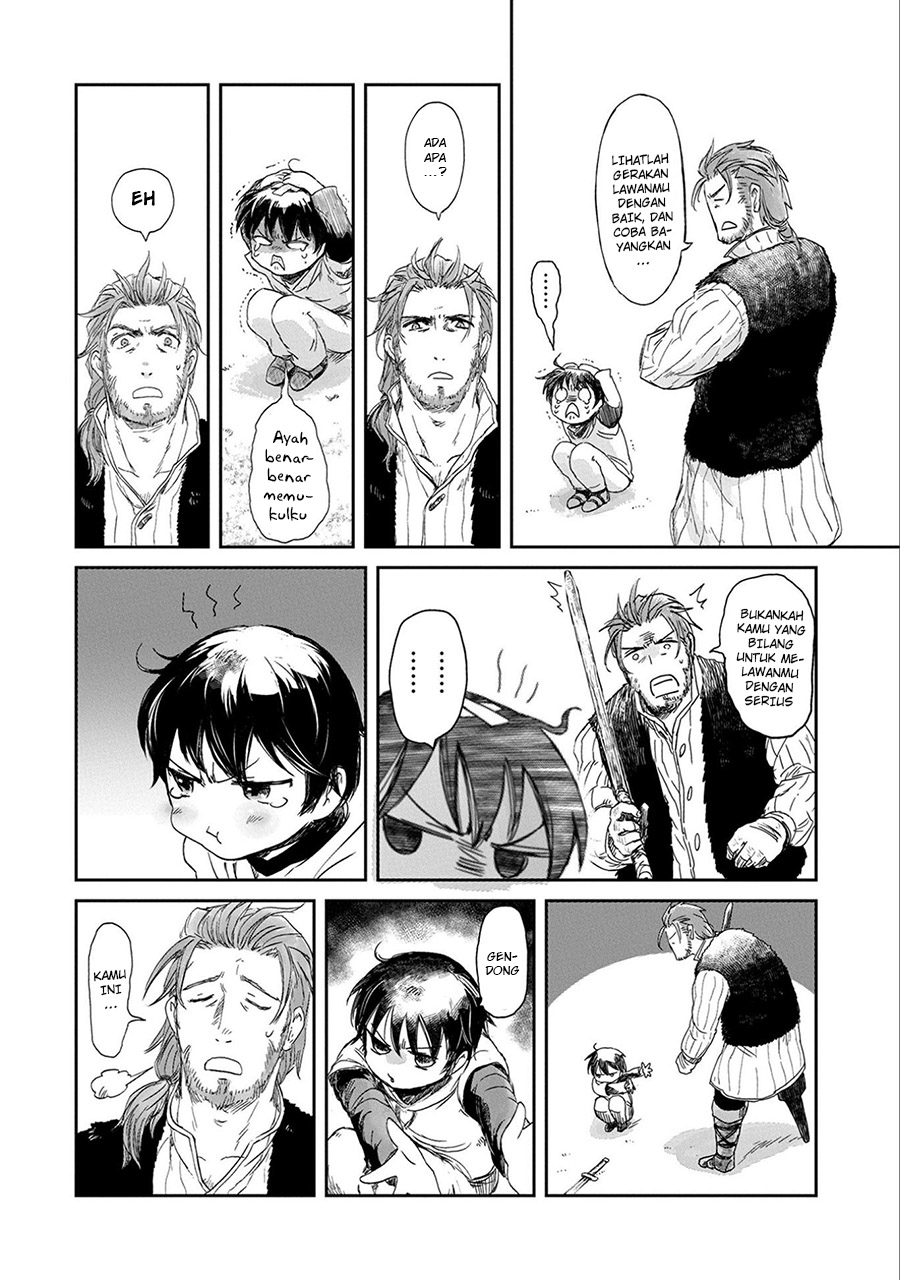 LIHATLAH
GERAKAN
LAWANMU
DENGAN
BAIK, DAN
COBA BA-
YANGKAN
...
......
ADA
APA
...?
Ayah
benar-
benar
memu-
kulku
EH
BUKANKAH
KAMU YANG
BILANG
UNTUK ME-
LAWANMU
DENGAN
SERIUS
......
GEN-
DONG
KAMU
INI
...